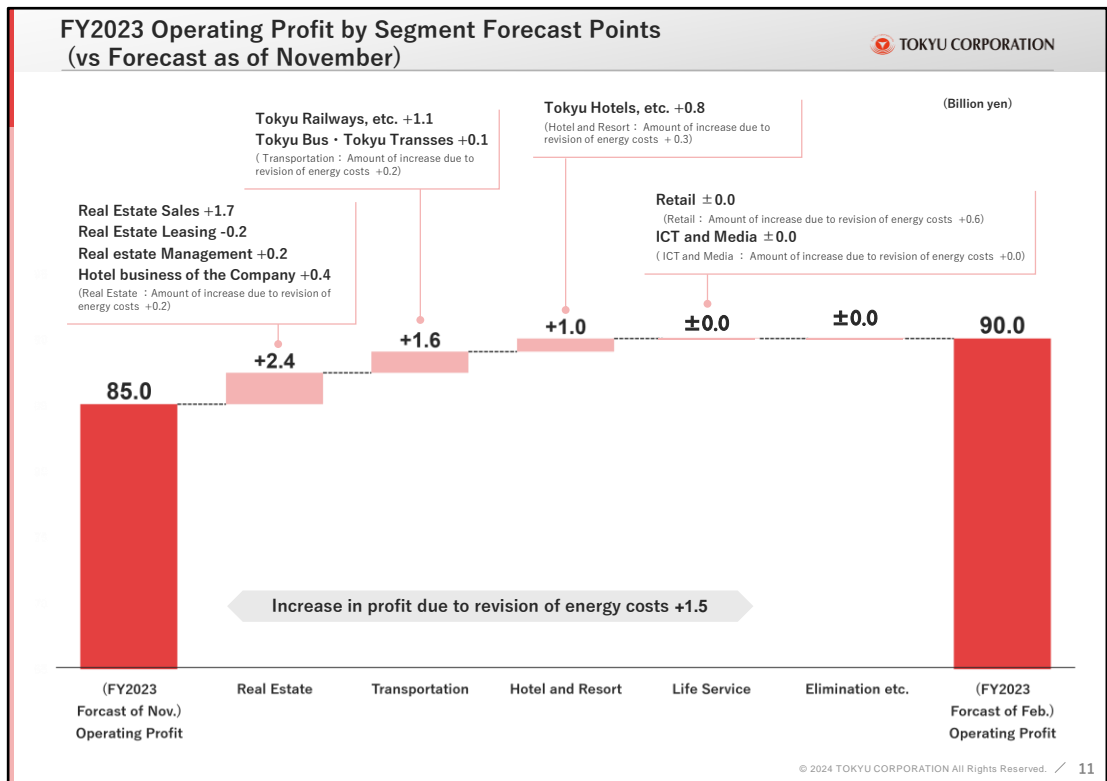 FY2023 Operating Profit by Segment Forecast Points
(vs Forecast as of November)
TOKYU CORPORATION
(Billion yen)
Tokyu Railways, etc. +1.1
Tokyu Bus・Tokyu Transses +0.1
( Transportation： Amount of increase due to
revision of energy costs +0.2)
Tokyu Hotels, etc. +0.8
(Hotel and Resort： Amount of increase due to
revision of energy costs + 0.3)
Real Estate Sales +1.7
Real Estate Leasing -0.2
Real estate Management +0.2
Hotel business of the Company +0.4
(Real Estate ：Amount of increase due to revision of
energy costs +0.2)
Retail ±0.0
(Retail： Amount of increase due to revision of energy costs +0.6)
ICT and Media ±0.0
( ICT and Media ： Amount of increase due to revision of energy costs +0.0)
85.0
+2.4
+1.6
+1.0
±0.0
±0.0
90.0
Increase in profit due to revision of energy costs +1.5
(FY2023
Forcast of Nov.)
Operating Profit
Real Estate
Transportation
Hotel and Resort
Life Service
Elimination etc.
(FY2023
Forcast of Feb.)
Operating Profit
© 2024 TOKYU CORPORATION All Rights Reserved. ／ 11